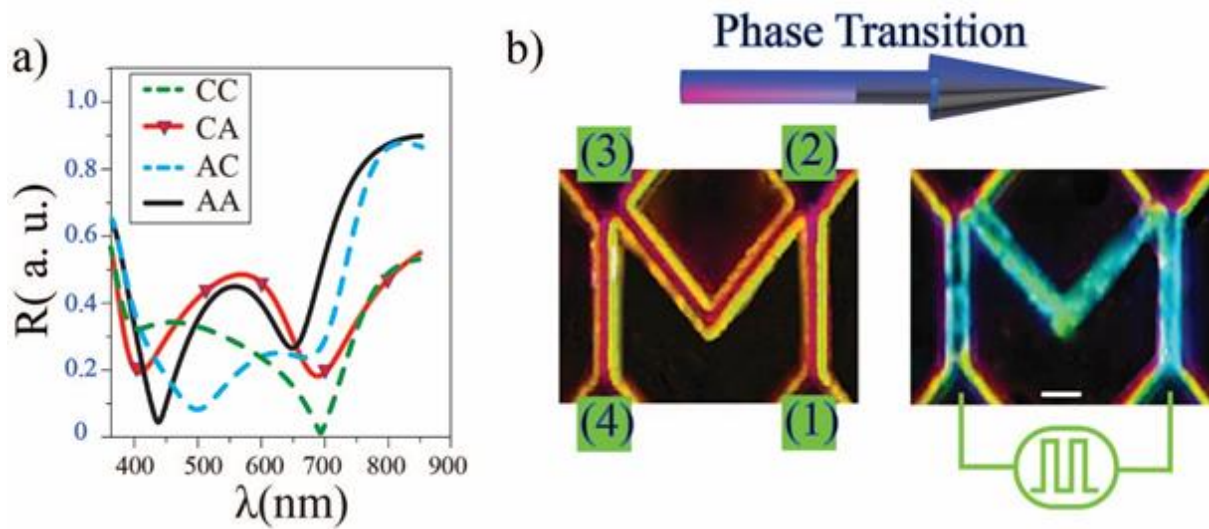 a)
R( a. u.)
1.0
0.8
0.6
0.4
0.2
0
400 500 600 700 800 900
λ(nm)
CC
CA
AC
AA
b)
Phase Transition
(3) (2)
(4) (1)